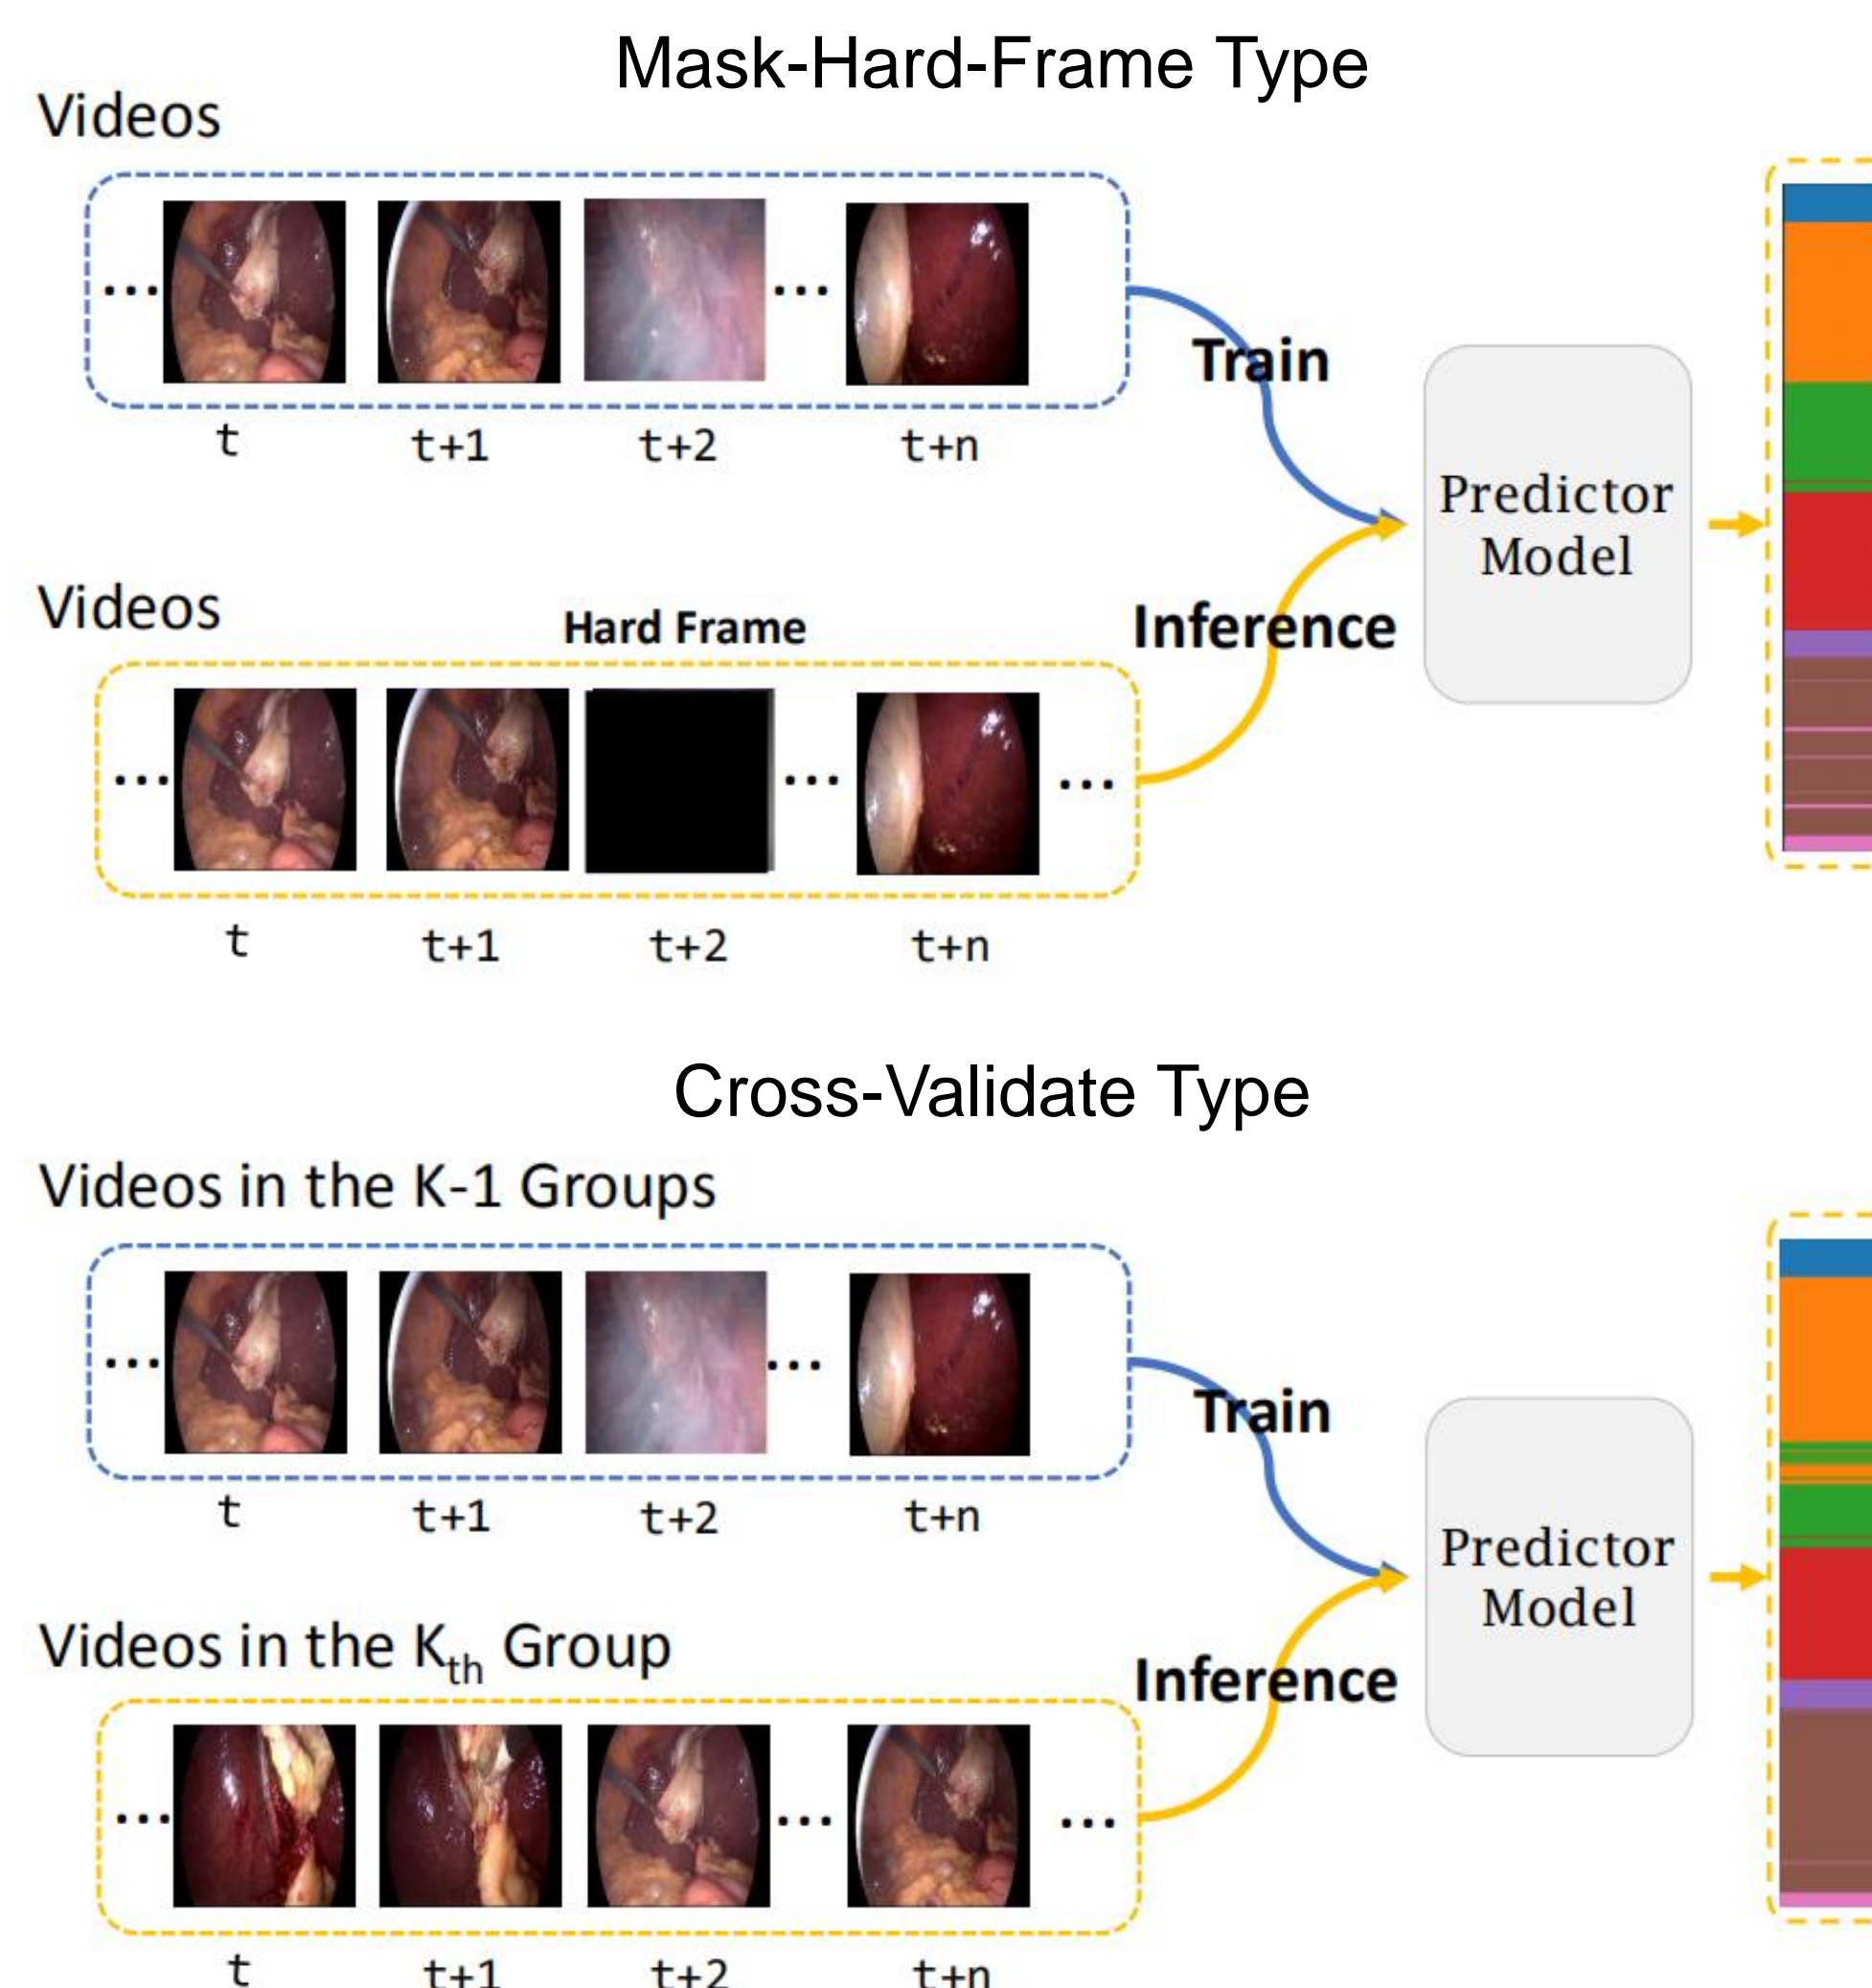 Mask-Hard-Frame Type
Videos
... ...
t t+1 t+2 t+n
Train
Predictor
Model
Videos
Hard Frame
Inference
... ... ...
t t+1 t+2 t+n
Cross-Validate Type
Videos in the K-1 Groups
... ...
t t+1 t+2 t+n
Train
Predictor
Model
Videos in the Kth Group
Inference
... ... ...
t t+1 t+2 t+n